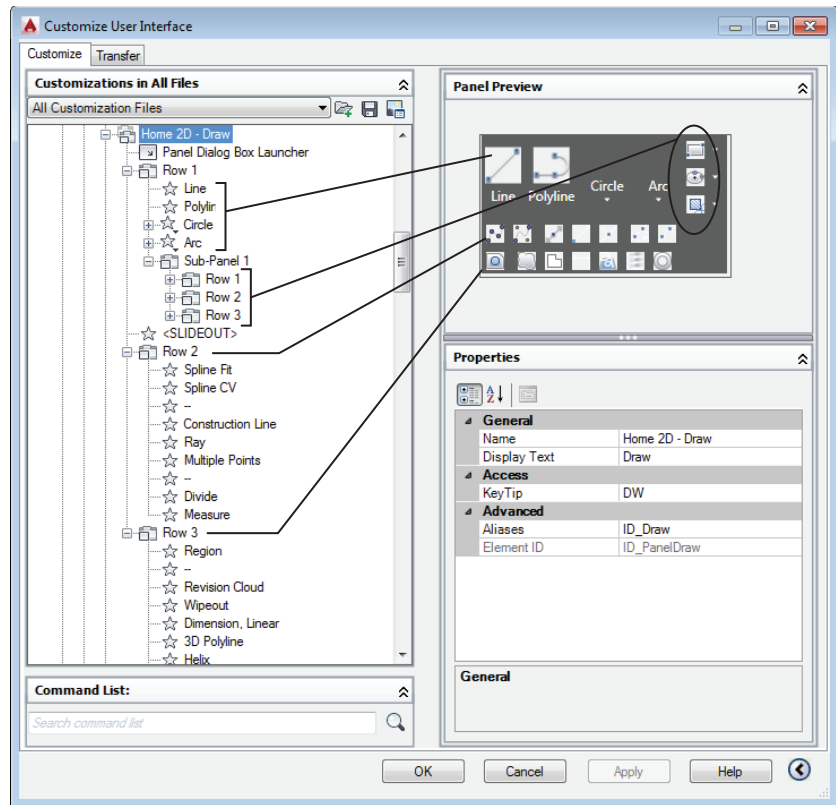 Customize User Interface
Customize
Transfer
Customizations in All Files
All Customization Files
Home 2D - Draw
Panel Dialog Box Launcher
Row 1
Line
Polylin
Circle
Arc
Sub-Panel 1
Row 1
Row 2
Row 3
<SLIDEOUT>
Row 2
Spline Fit
Spline CV
--
Construction Line
Ray
Multiple Points
--
Divide
Measure
Row 3
Region
--
Revision Cloud
Wipeout
Dimension, Linear
3D Polyline
Helix
Command List:
Search command list
Panel Preview
Line
Polyline
Circle
Arc
Properties
General
Name Home 2D - Draw
Display Text Draw
Access
KeyTip DW
Advanced
Aliases ID_Draw
Element ID ID_PanelDraw
General
OK
Cancel
Apply
Help